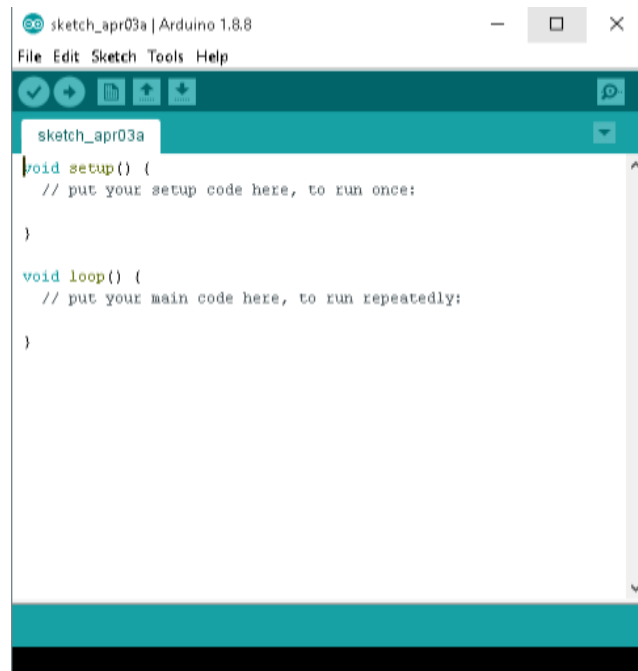 sketch_apr03a | Arduino 1.8.8
File Edit Sketch Tools Help
sketch_apr03a
void setup() {
// put your setup code here, to run once:
}
void loop() {
// put your main code here, to run repeatedly:
}